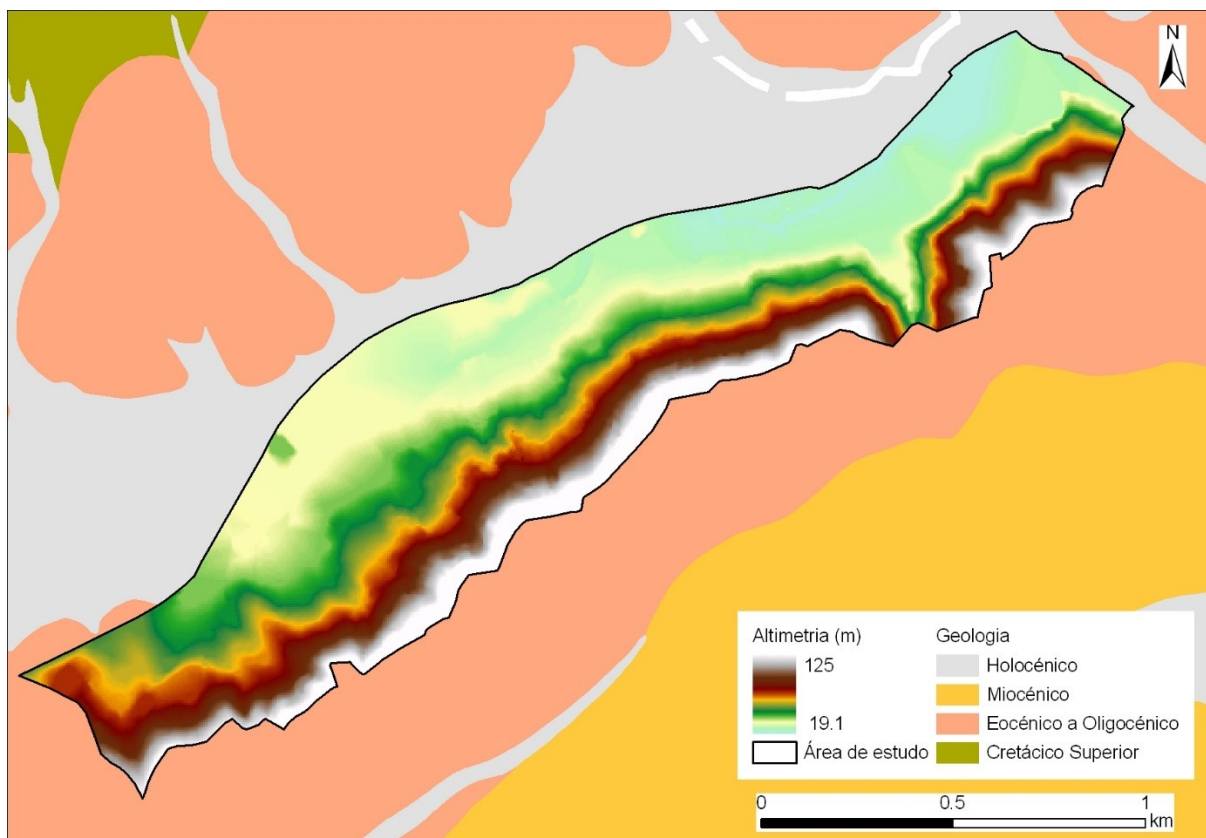 N
Altimetria (m)
125
19.1
Área de estudo
Geologia
Holocénico
Miocénico
Eocénico a Oligocénico
Cretácico Superior
0 0.5 1
km